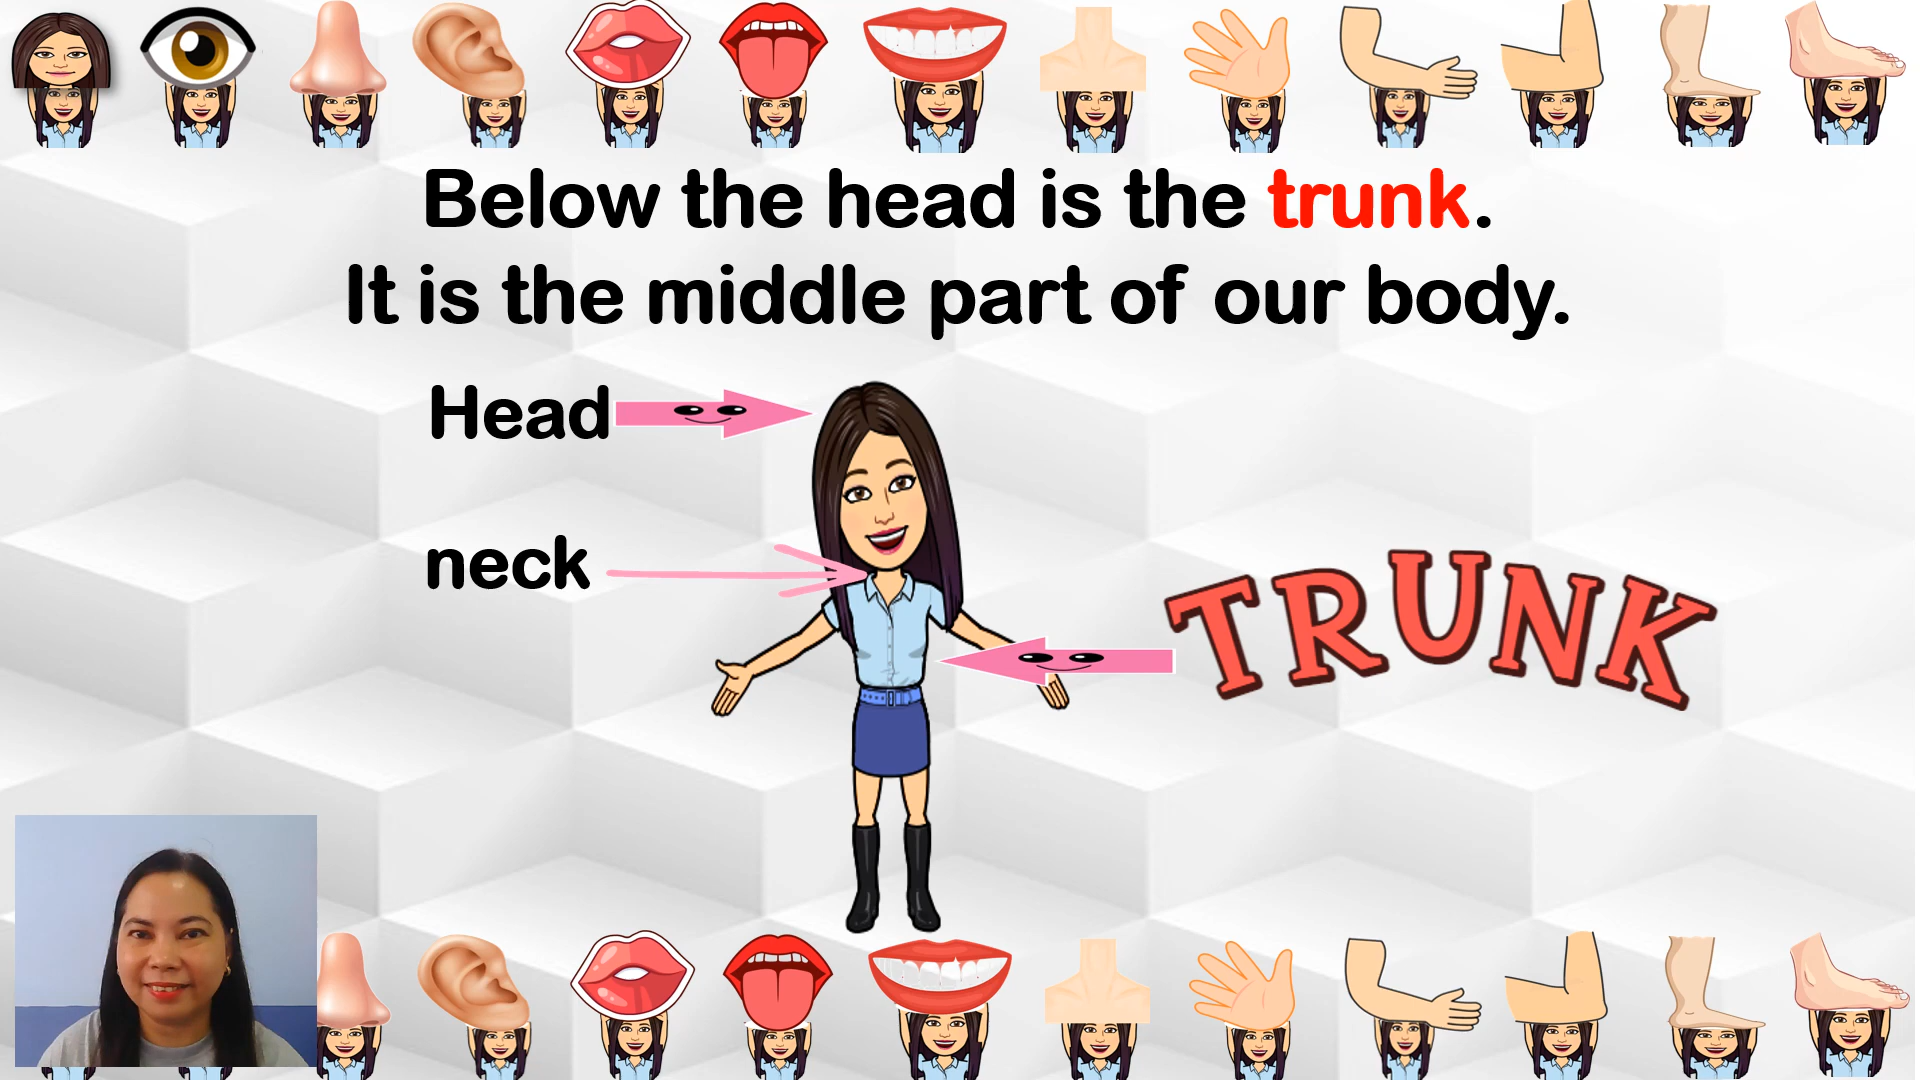 Below the head is the trunk.
It is the middle part of our body.
Head
neck
TRUNK